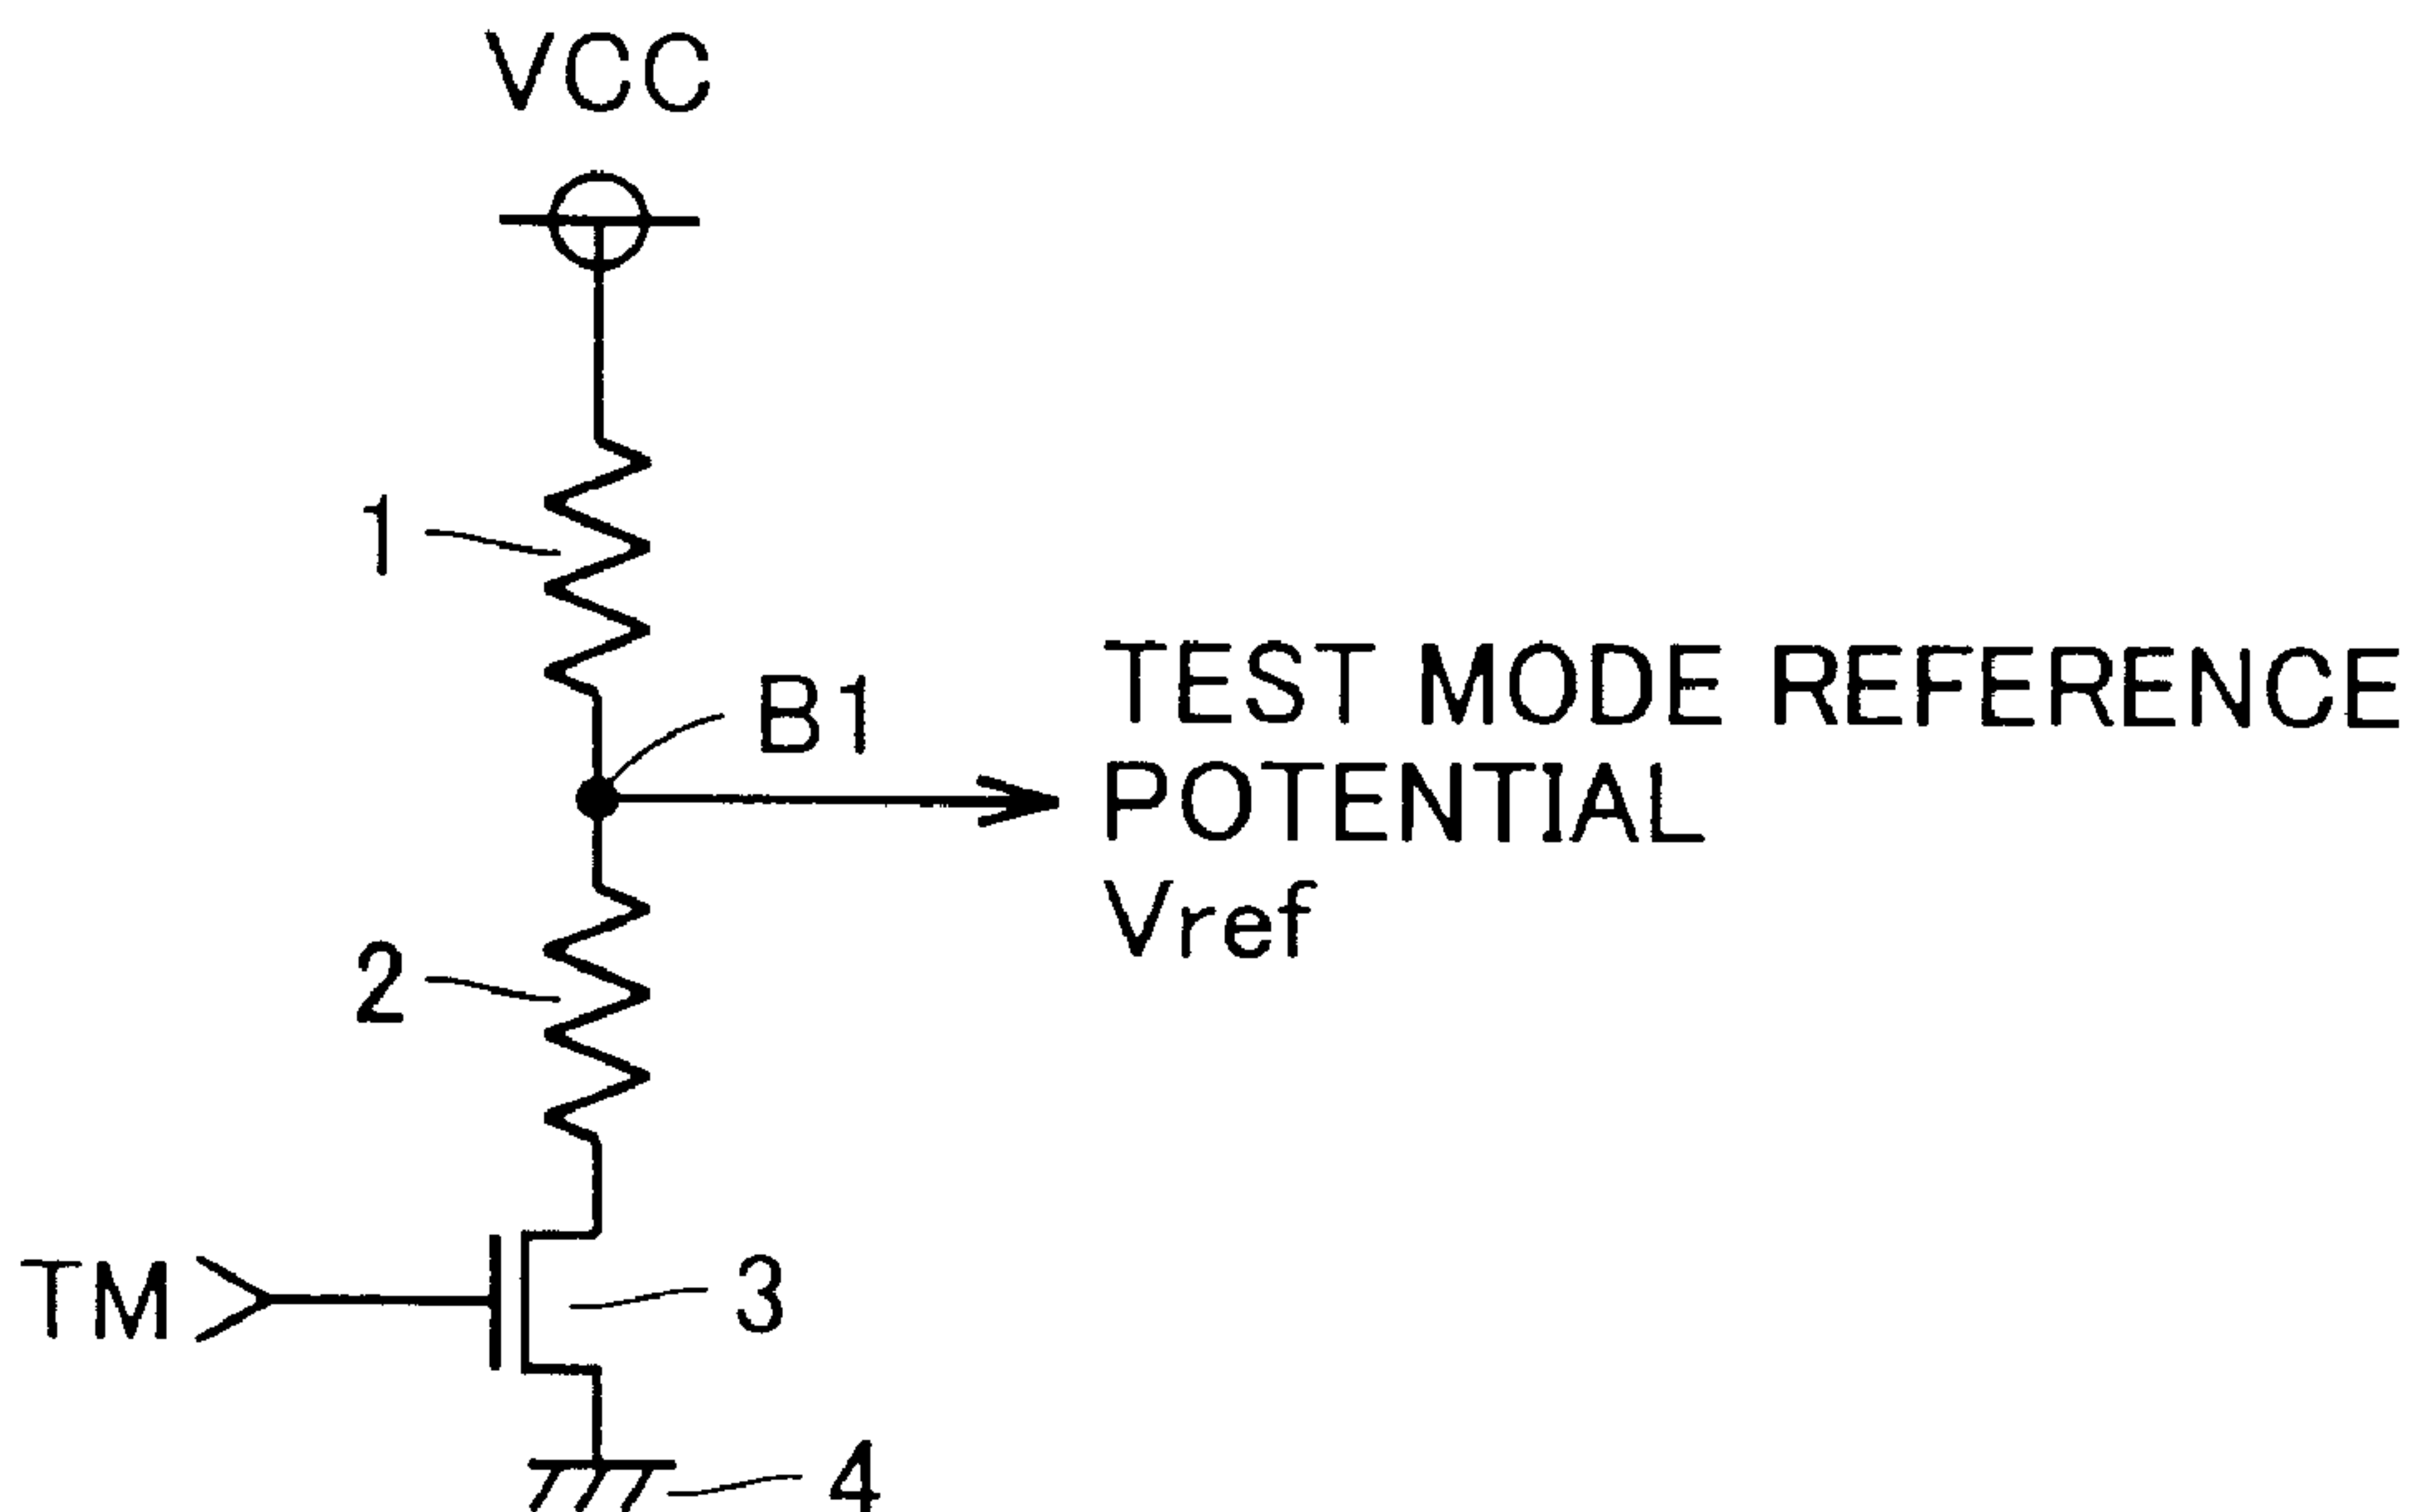 VCC
1
B1
TEST MODE REFERENCE
POTENTIAL
Vref
2
TM
3
4